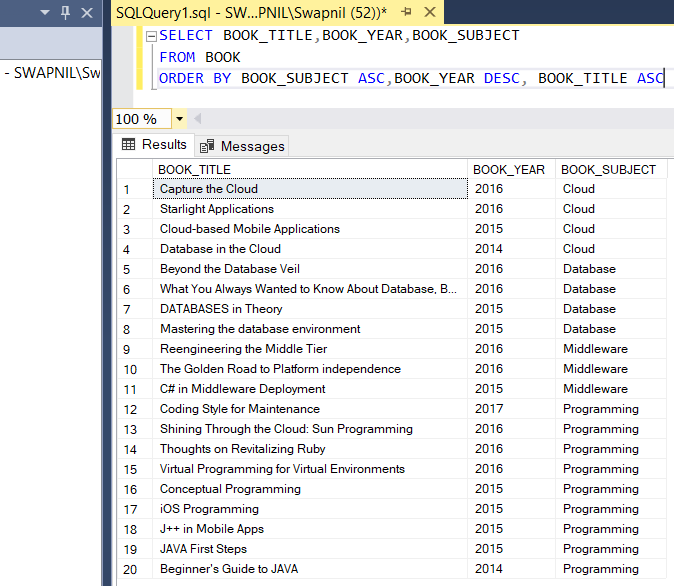 SQLQuery1.sql - SW...PNIL\Swapnil (52))*
- SWAPNIL\Sw
SELECT BOOK_TITLE,BOOK_YEAR,BOOK_SUBJECT
FROM BOOK
ORDER BY BOOK_SUBJECT ASC,BOOK_YEAR DESC, BOOK_TITLE ASC
100 %
Results Messages
BOOK_TITLE BOOK_YEAR BOOK_SUBJECT
1 Capture the Cloud 2016 Cloud
2 Starlight Applications 2016 Cloud
3 Cloud-based Mobile Applications 2015 Cloud
4 Database in the Cloud 2014 Cloud
5 Beyond the Database Veil 2016 Database
6 What You Always Wanted to Know About Database, B... 2016 Database
7 DATABASES in Theory 2015 Database
8 Mastering the database environment 2015 Database
9 Reengineering the Middle Tier 2016 Middleware
10 The Golden Road to Platform independence 2016 Middleware
11 C# in Middleware Deployment 2015 Middleware
12 Coding Style for Maintenance 2017 Programming
13 Shining Through the Cloud: Sun Programming 2016 Programming
14 Thoughts on Revitalizing Ruby 2016 Programming
15 Virtual Programming for Virtual Environments 2016 Programming
16 Conceptual Programming 2015 Programming
17 iOS Programming 2015 Programming
18 J++ in Mobile Apps 2015 Programming
19 JAVA First Steps 2015 Programming
20 Beginner's Guide to JAVA 2014 Programming